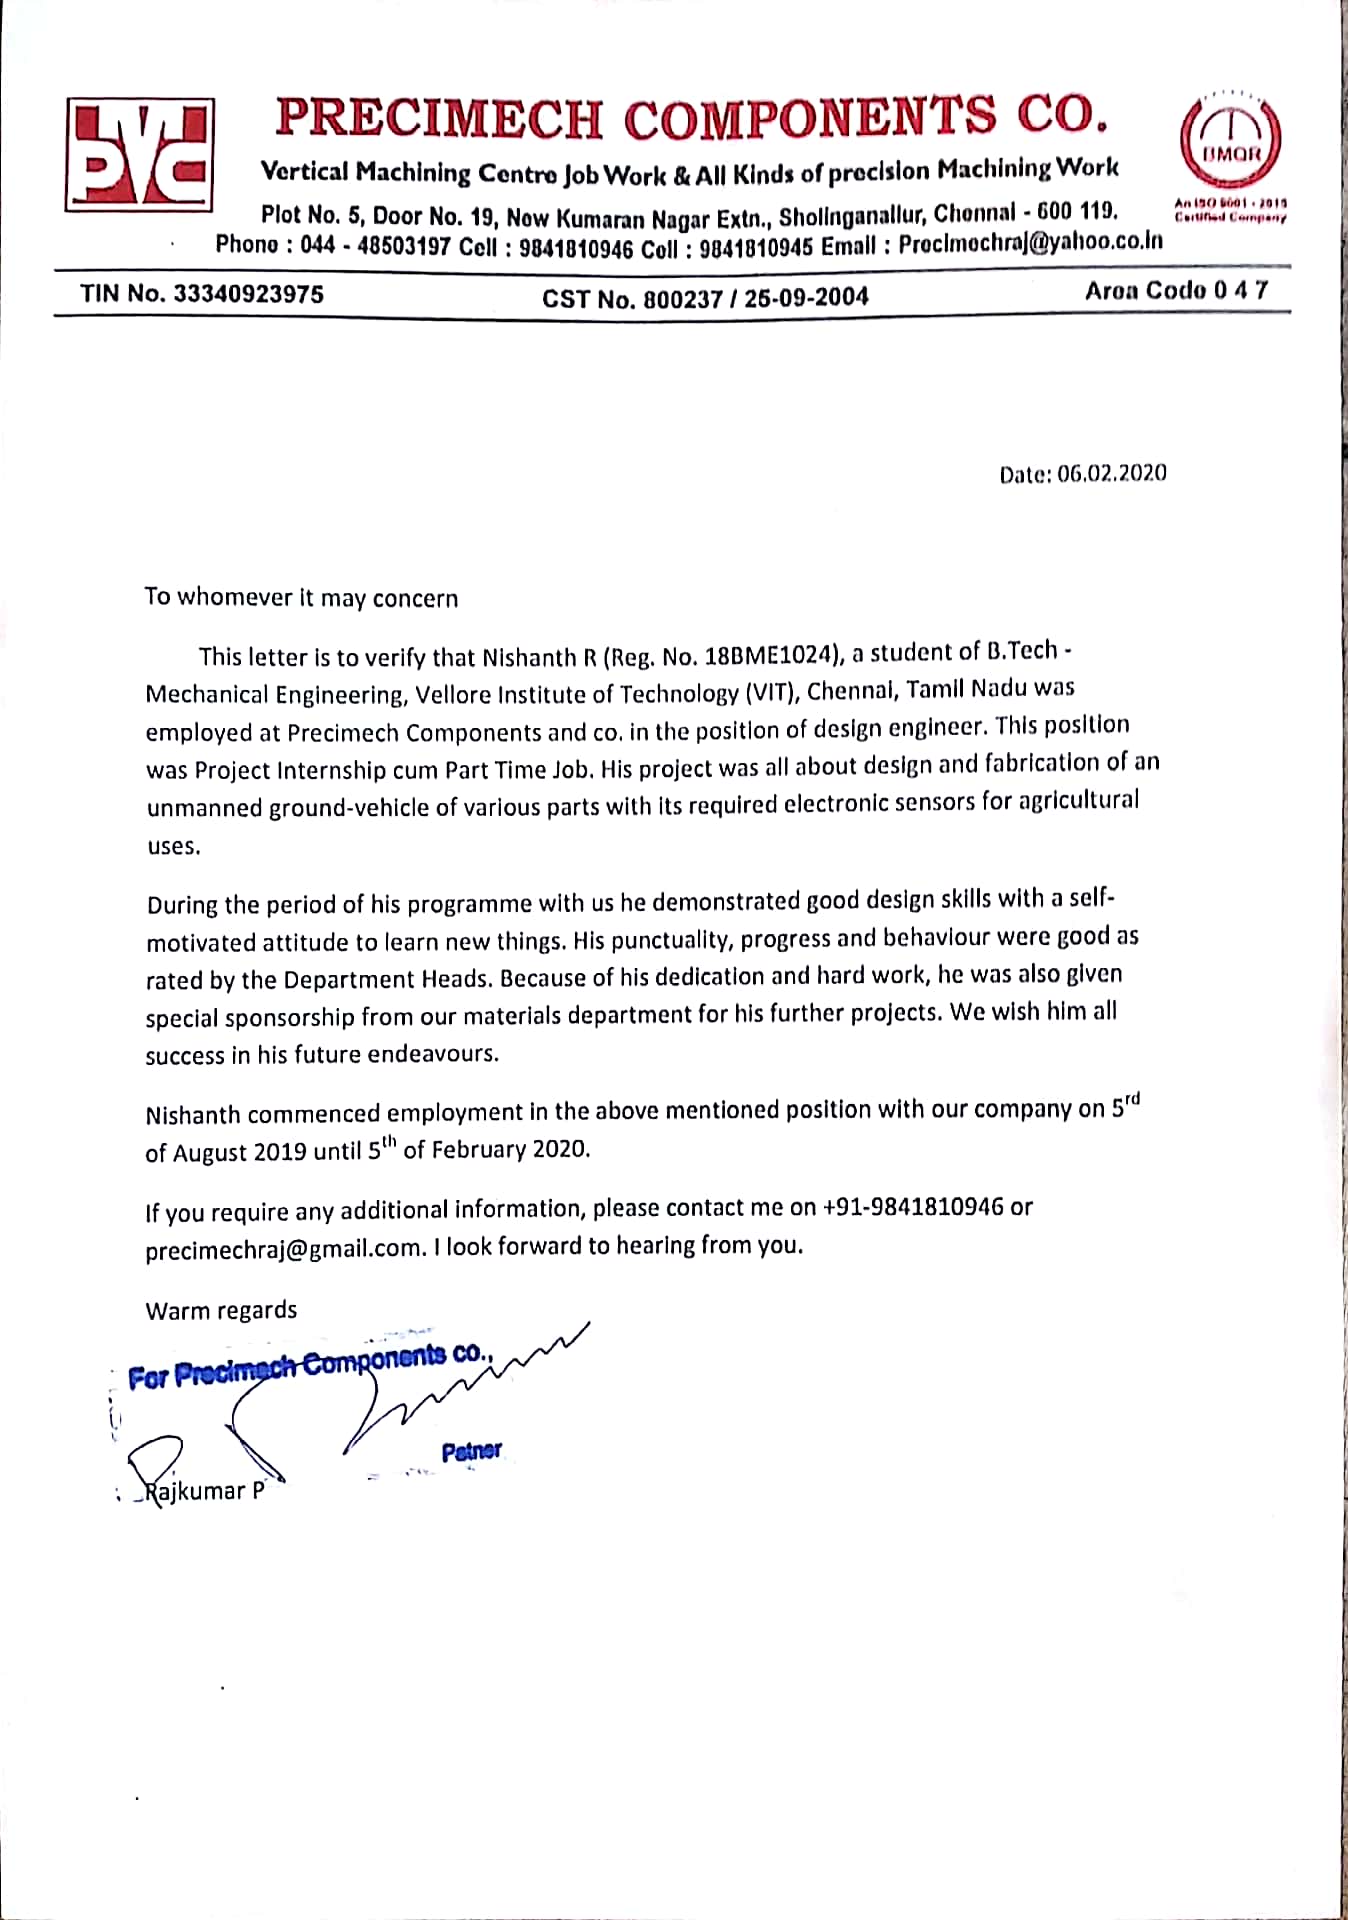 PVC
PRECIMECH COMPONENTS CO.
Vertical Machining Centre Job Work & All Kinds of precision Machining Work
Plot No. 5, Door No. 19, New Kumaran Nagar Extn., Sholinganallur, Chennai - 600 119.
Phone : 044 - 48503197 Cell : 9841810946 Cell : 9841810945 Email : Precimechraj@yahoo.co.in
BMQR
An ISO 9001 - 2015
Certified Company
TIN No. 33340923975 CST No. 800237 / 25-09-2004 Area Code 0 4 7
Date: 06.02.2020
To whomever it may concern
This letter is to verify that Nishanth R (Reg. No. 18BME1024), a student of B.Tech -
Mechanical Engineering, Vellore Institute of Technology (VIT), Chennai, Tamil Nadu was
employed at Precimech Components and co. in the position of design engineer. This position
was Project Internship cum Part Time Job. His project was all about design and fabrication of an
unmanned ground-vehicle of various parts with its required electronic sensors for agricultural
uses.
During the period of his programme with us he demonstrated good design skills with a self-
motivated attitude to learn new things. His punctuality, progress and behaviour were good as
rated by the Department Heads. Because of his dedication and hard work, he was also given
special sponsorship from our materials department for his further projects. We wish him all
success in his future endeavours.
Nishanth commenced employment in the above mentioned position with our company on 5rd
of August 2019 until 5th of February 2020.
If you require any additional information, please contact me on +91-9841810946 or
precimechraj@gmail.com. I look forward to hearing from you.
Warm regards
For Precimech Components co.,
Patner
Rajkumar P